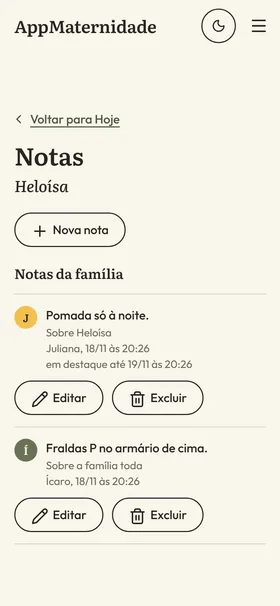 AppMaternidade
Voltar para Hoje
Notas
Heloísa
Nova nota
Notas da família
J
Pomada só à noite.
Sobre Heloísa
Juliana, 18/11 às 20:26
em destaque até 19/11 às 20:26
Editar Excluir
Í
Fraldas P no armário de cima.
Sobre a família toda
Ícaro, 18/11 às 20:26
Editar Excluir